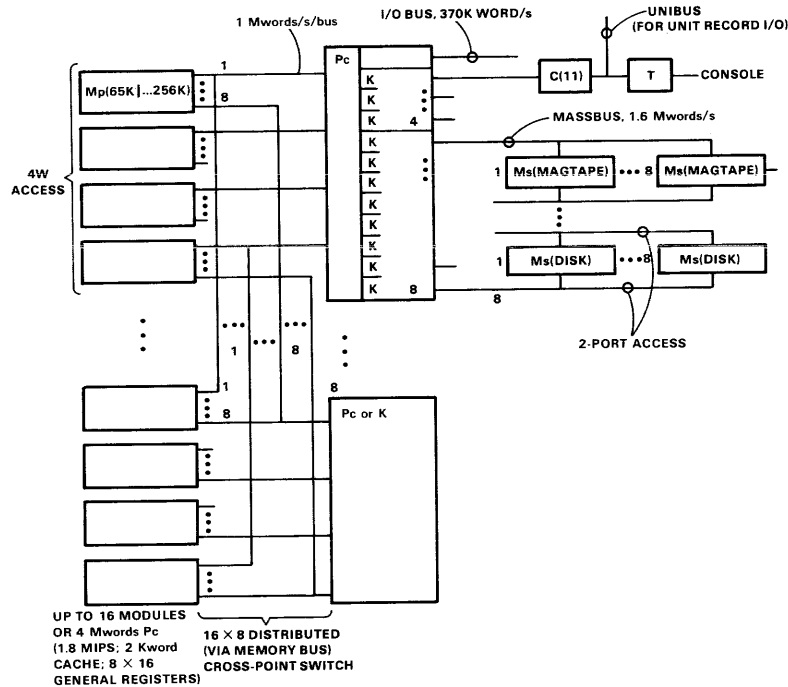 1 Mwords/s/bus
I/O BUS, 370K WORD/s
UNIBUS
(FOR UNIT RECORD I/O)
1
Pc
Mp(65K|...256K)
8
K
K
K
4
C(11)
T
CONSOLE
MASSBUS, 1.6 Mwords/s
4W
ACCESS
K
K
K
K
K
K
K
K
8
1
Ms(MAGTAPE)
8
Ms(MAGTAPE)
1
Ms(DISK)
8
Ms(DISK)
8
2-PORT ACCESS
1
8
1
8
8
Pc or K
UP TO 16 MODULES
OR 4 Mwords Pc
(1.8 MIPS; 2 Kword
CACHE; 8 × 16
GENERAL REGISTERS)
16 × 8 DISTRIBUTED
(VIA MEMORY BUS)
CROSS-POINT SWITCH